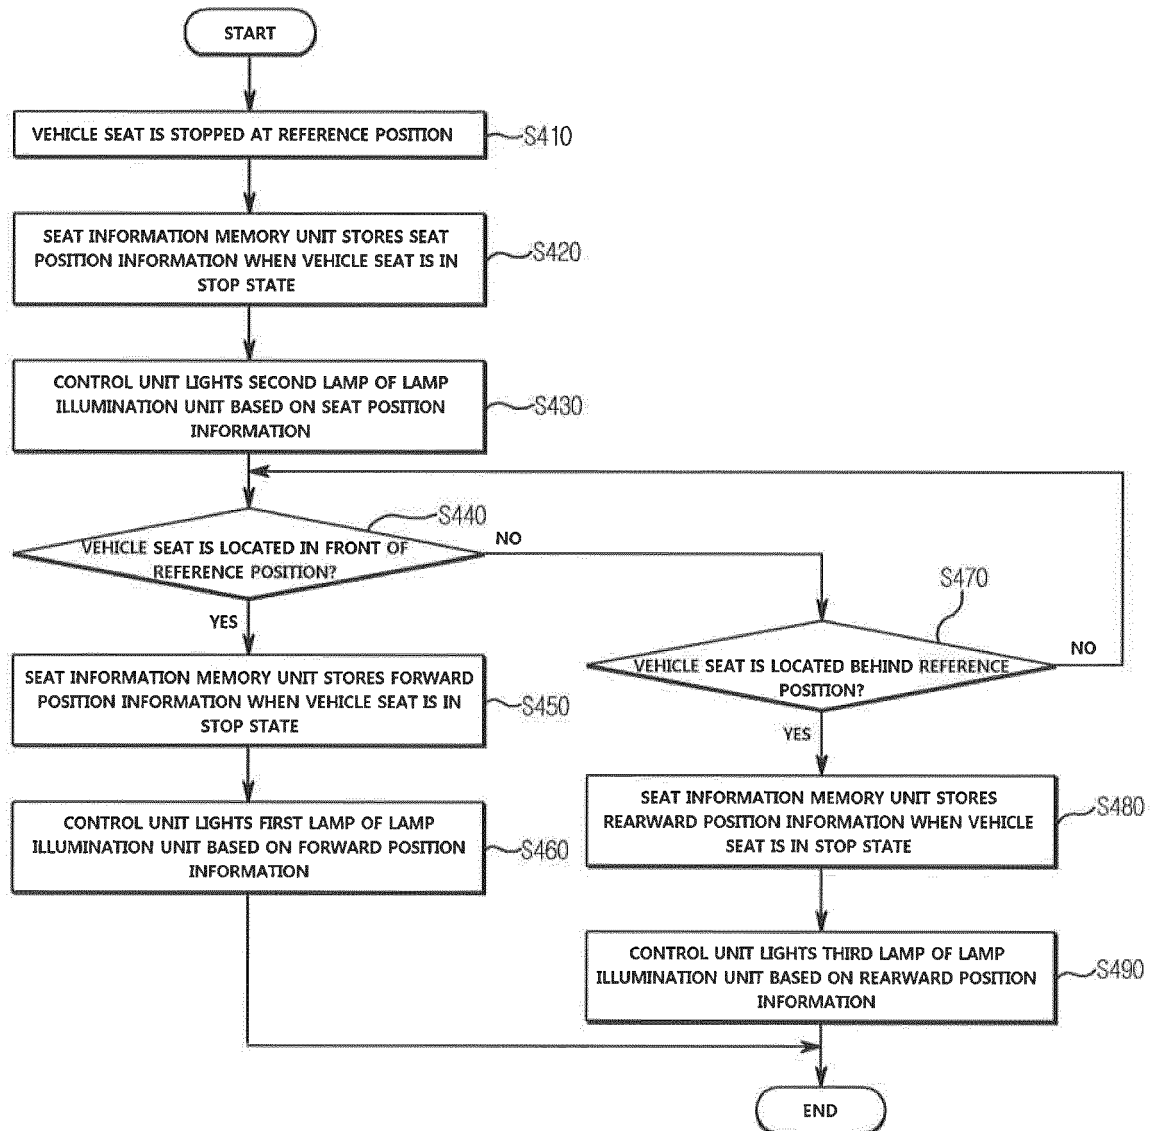 START
VEHICLE SEAT IS STOPPED AT REFERENCE POSITION
S410
SEAT INFORMATION MEMORY UNIT STORES SEAT
POSITION INFORMATION WHEN VEHICLE SEAT IS IN
STOP STATE
S420
CONTROL UNIT LIGHTS SECOND LAMP OF LAMP
ILLUMINATION UNIT BASED ON SEAT POSITION
INFORMATION
S430
S440
VEHICLE SEAT IS LOCATED IN FRONT OF
REFERENCE POSITION?
NO
YES
SEAT INFORMATION MEMORY UNIT STORES FORWARD
POSITION INFORMATION WHEN VEHICLE SEAT IS IN
STOP STATE
S450
CONTROL UNIT LIGHTS FIRST LAMP OF LAMP
ILLUMINATION UNIT BASED ON FORWARD POSITION
INFORMATION
S460
S470
VEHICLE SEAT IS LOCATED BEHIND REFERENCE
POSITION?
NO
YES
SEAT INFORMATION MEMORY UNIT STORES
REARWARD POSITION INFORMATION WHEN VEHICLE
SEAT IS IN STOP STATE
S480
CONTROL UNIT LIGHTS THIRD LAMP OF LAMP
ILLUMINATION UNIT BASED ON REARWARD POSITION
INFORMATION
S490
END